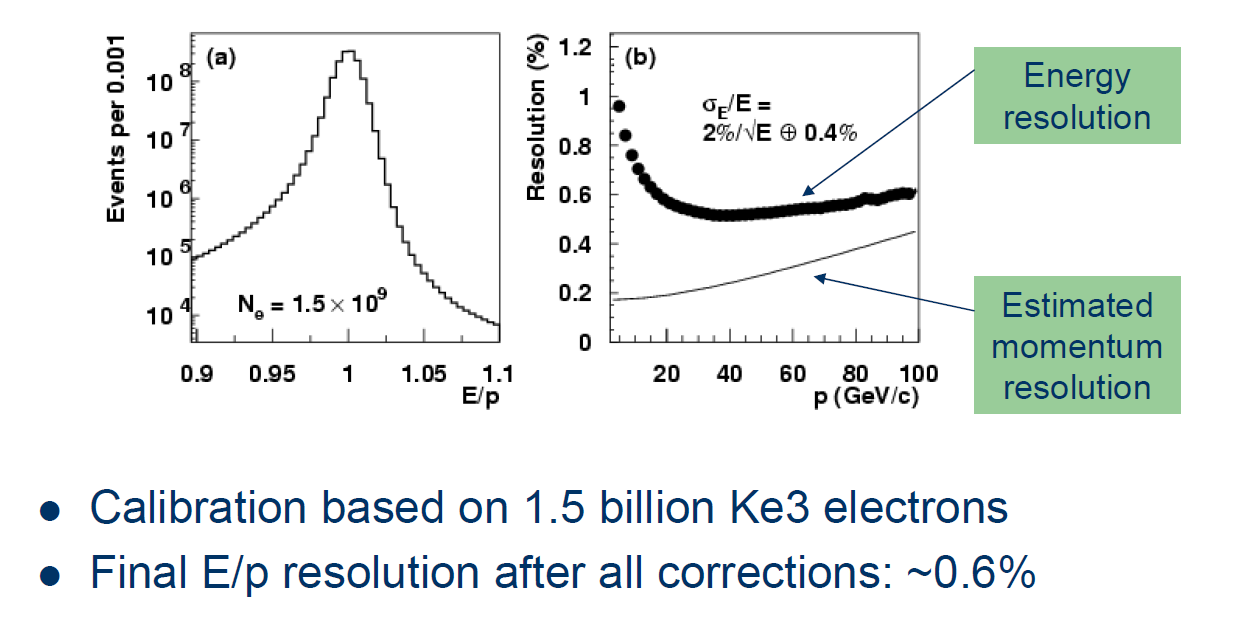 (a)
Events per 0.001
10^8
10^7
10^6
10^5
10^4
N_e = 1.5 × 10^9
0.9 0.95 1 1.05 1.1
E/p
(b)
Resolution (%)
1.2
1
0.8
0.6
0.4
0.2
0
σ_E/E =
2%/√E ⊕ 0.4%
20 40 60 80 100
p (GeV/c)
Energy
resolution
Estimated
momentum
resolution
● Calibration based on 1.5 billion Ke3 electrons
● Final E/p resolution after all corrections: ~0.6%